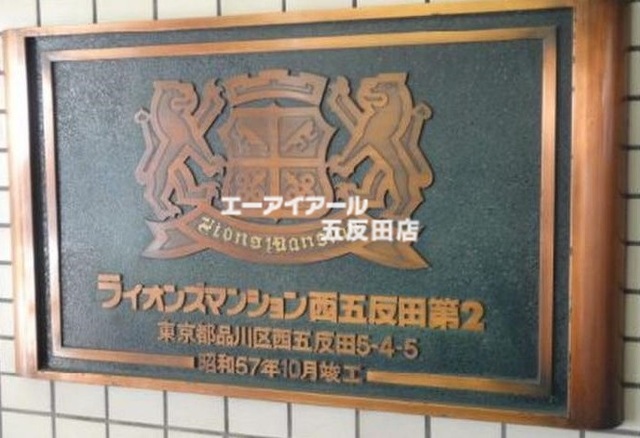 エーアイアール
五反田店
Lions Mansion
ライオンズマンション西五反田第2
東京都品川区西五反田5-4-5
昭和57年10月竣工